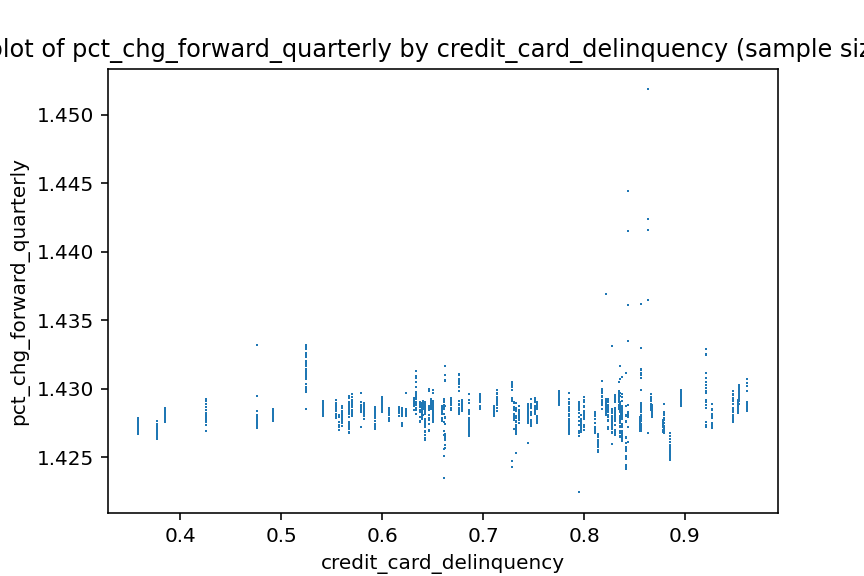 plot of pct_chg_forward_quarterly by credit_card_delinquency (sample
1.450
1.445
1.440
1.435
1.430
1.425
pct_chg_forward_quarterly
0.4 0.5 0.6 0.7 0.8 0.9
credit_card_delinquency